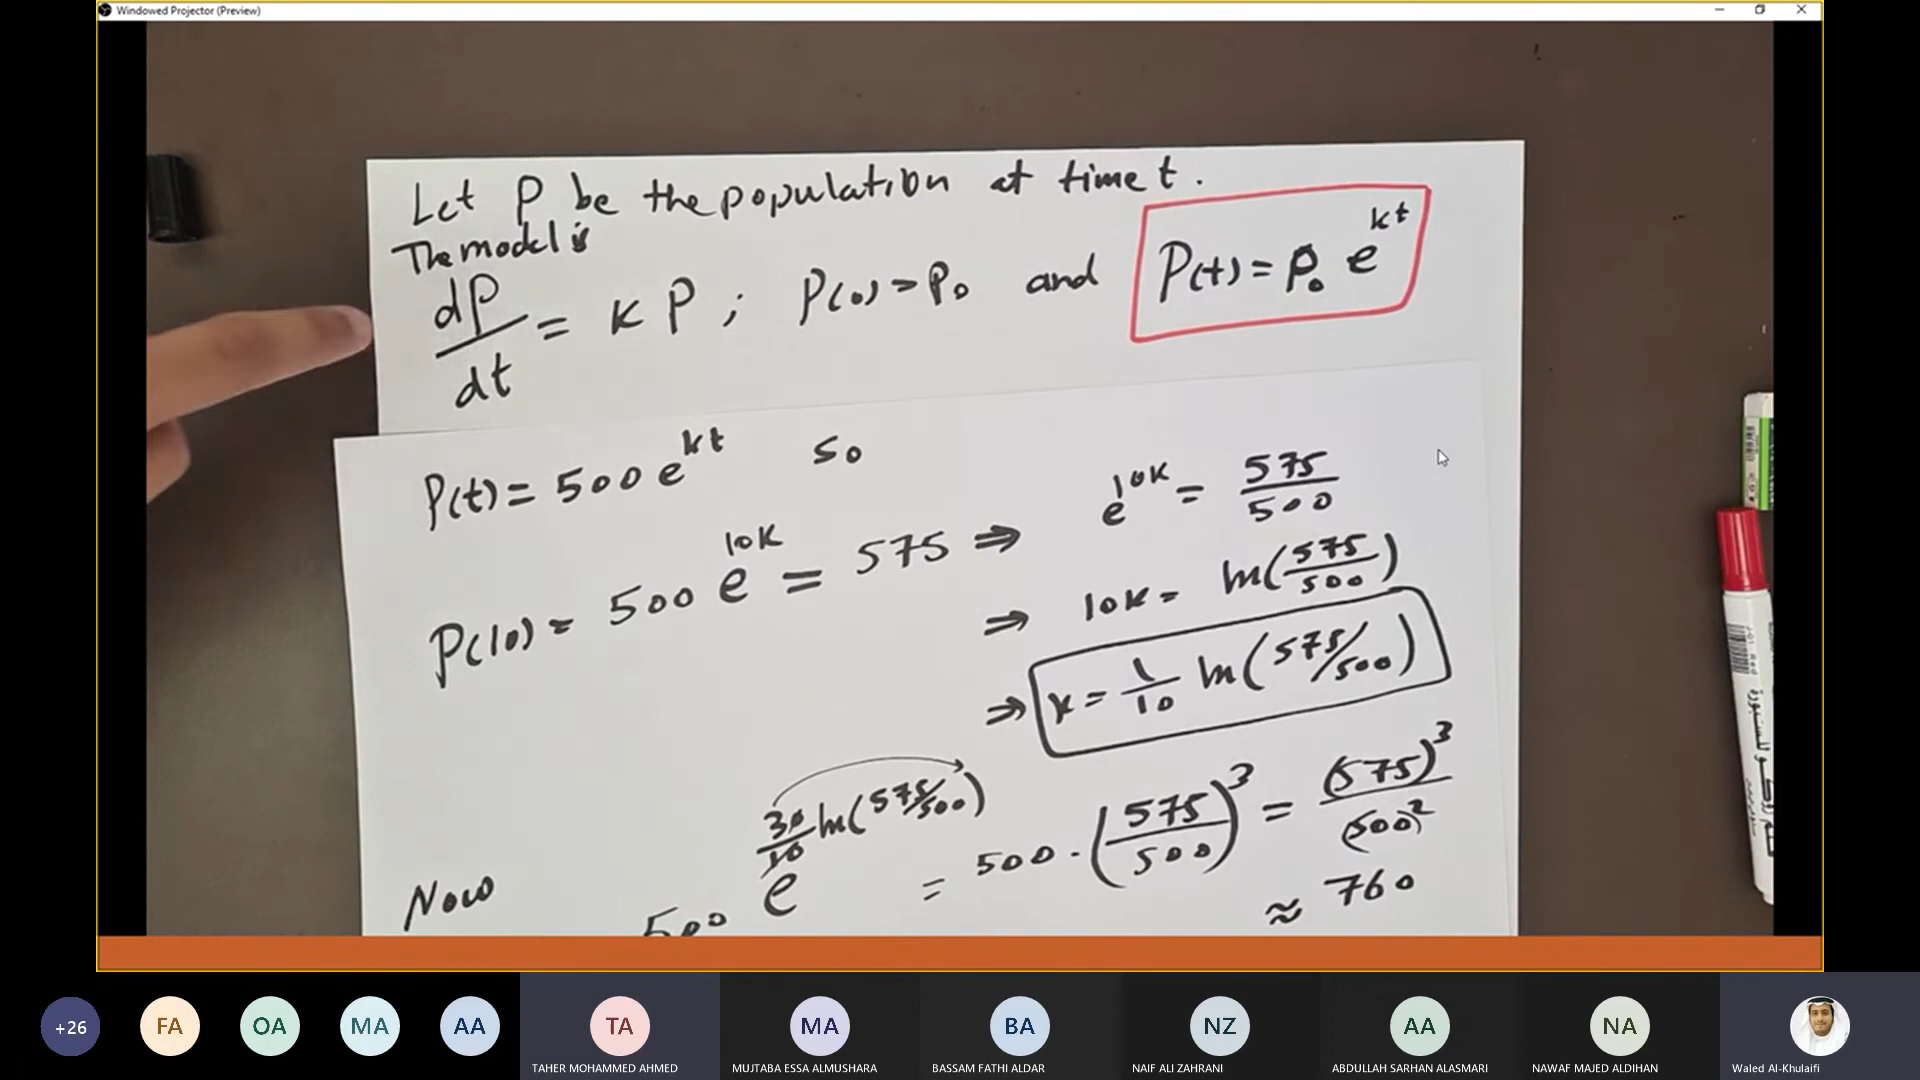 Windowed Projector (Preview)
Let P be the population at time t.
The model is
dP/dt = K P ; P(0) = P₀ and P(t) = P₀ e^kt
P(t) = 500 e^kt so
P(10) = 500 e^10K = 575 ⇒ e^10K = 575/500
⇒ 10K = ln(575/500)
⇒ K = 1/10 ln(575/500)
Now
500 e^30/10 ln(575/500) = 500 · (575/500)^3 = (575)^3/(500)^2
≈ 760
+26
FA
OA
MA
AA
TA
MA
BA
NZ
AA
NA
TAHER MOHAMMED AHMED
MUJTABA ESSA ALMUSHARA
BASSAM FATHI ALDAR
NAIF ALI ZAHRANI
ABDULLAH SARHAN ALASMARI
NAWAF MAJED ALDIHAN
Waled Al-Khulaifi